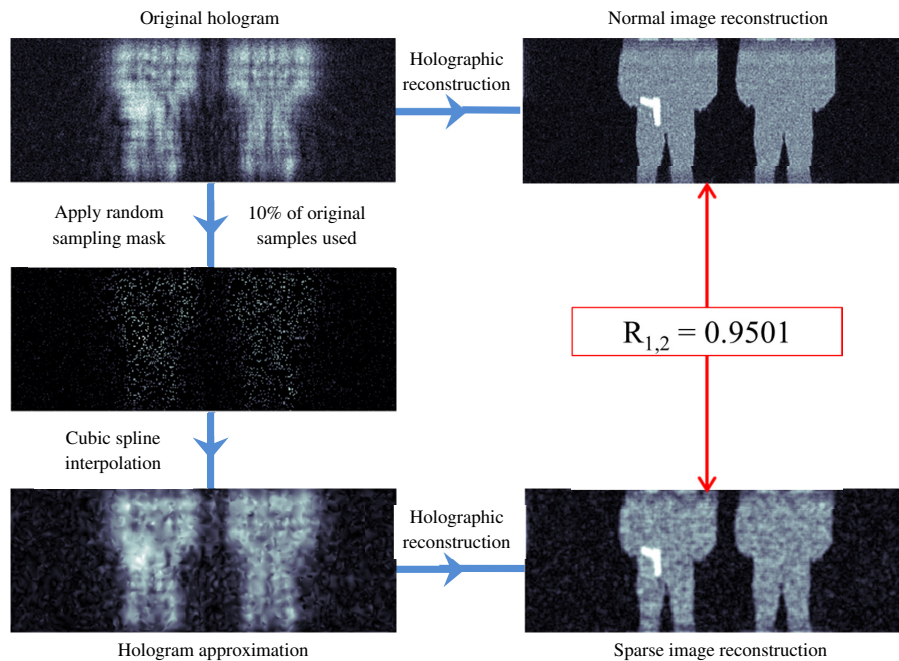 Original hologram
Normal image reconstruction
Holographic
reconstruction
Apply random
sampling mask
10% of original
samples used
R1,2 = 0.9501
Cubic spline
interpolation
Holographic
reconstruction
Hologram approximation
Sparse image reconstruction